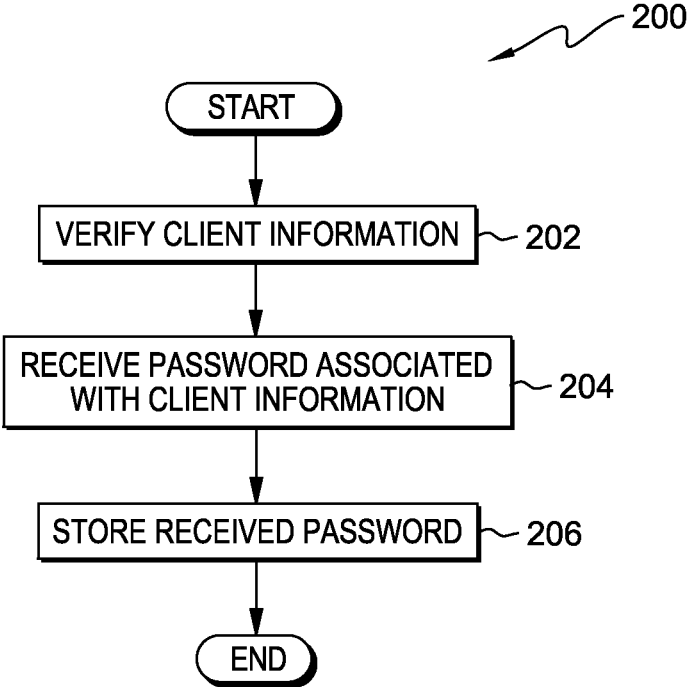 200
START
VERIFY CLIENT INFORMATION
202
RECEIVE PASSWORD ASSOCIATED
WITH CLIENT INFORMATION
204
STORE RECEIVED PASSWORD
206
END